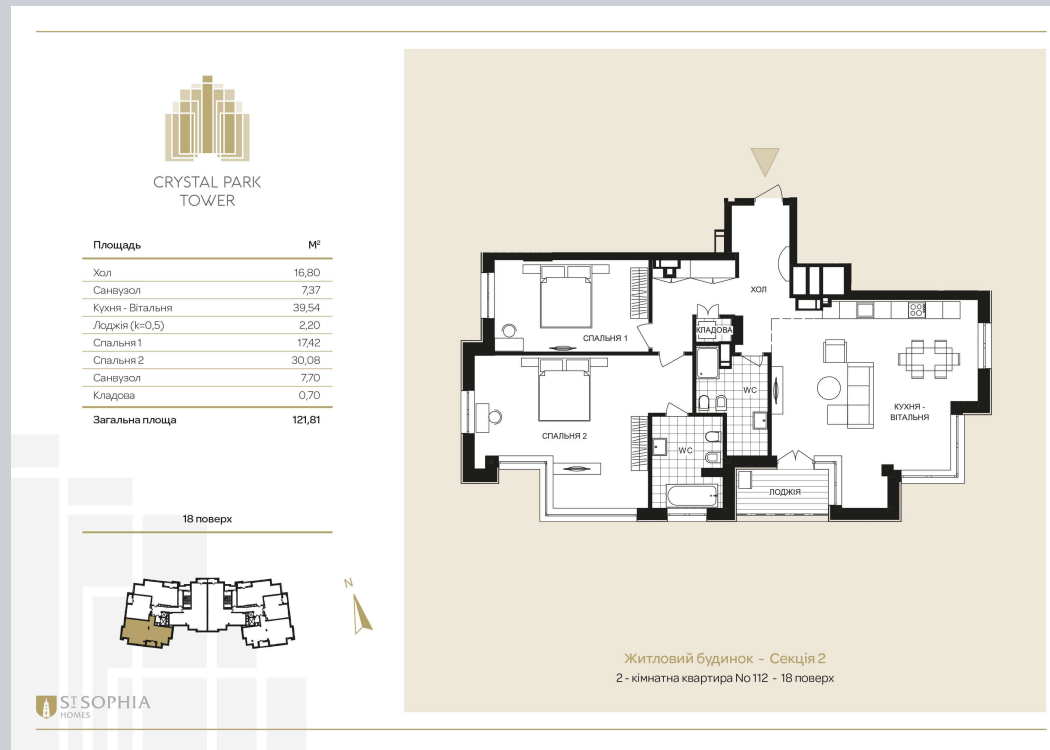 CRYSTAL PARK
TOWER
Площадь М²
Хол 16,80
Санвузол 7,37
Кухня - Вітальня 39,54
Лоджія (k=0,5) 2,20
Спальня 1 17,42
Спальня 2 30,08
Санвузол 7,70
Кладова 0,70
Загальна площа 121,81
18 поверх
N
ST SOPHIA
HOMES
ХОЛ
СПАЛЬНЯ 1
КЛАДОВА
WC
КУХНЯ -
ВІТАЛЬНЯ
СПАЛЬНЯ 2
WC
ЛОДЖІЯ
Житловий будинок - Секція 2
2 - кімнатна квартира No 112 - 18 поверх